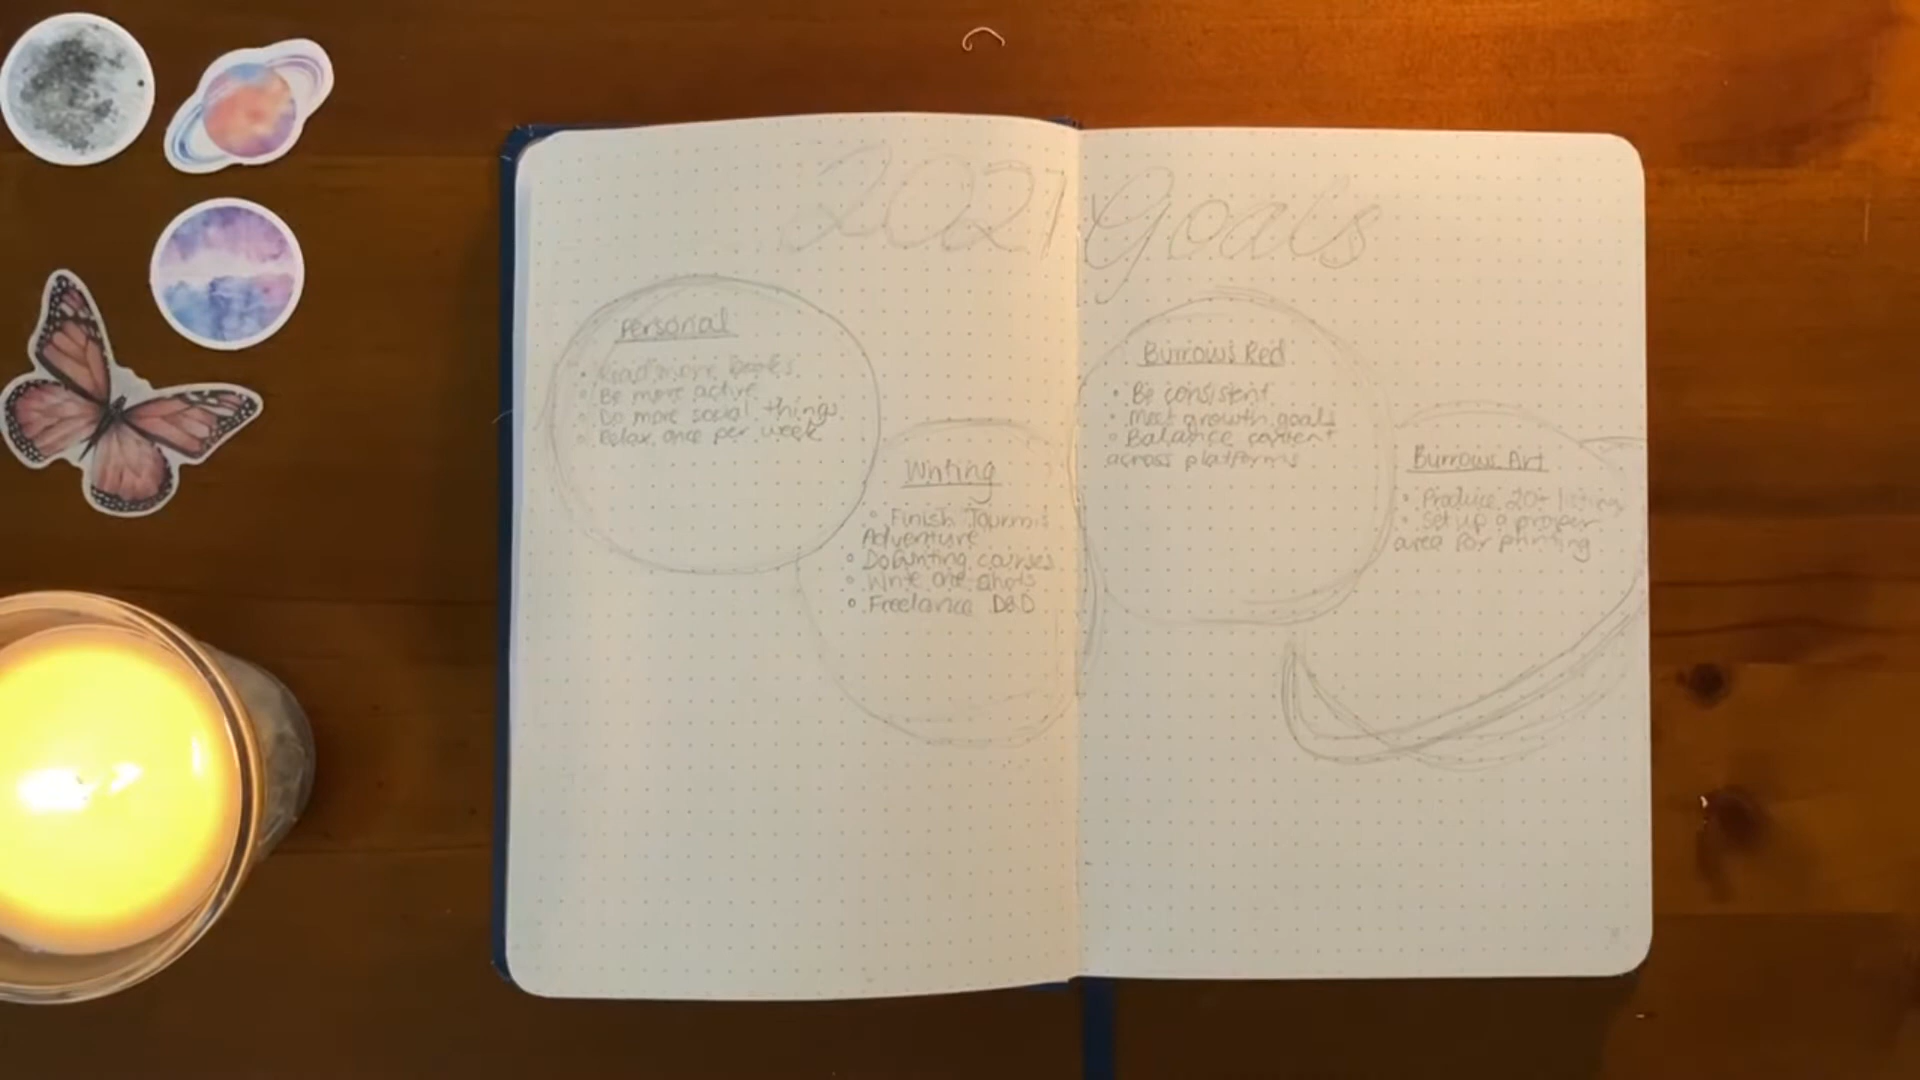 2021 Goals
Personal
• Read more books
• Be more active
• Do more social things
• Relax once per week
Writing
• Finish
Adventure
• Do writing courses
• Write one shots
• Freelance D&D
Burrows Red
• Be consistent
• Meet growth goals
• Balance content
across platforms
Burrows Art
• Produce 20+ listings
• Set up a proper
area for printing